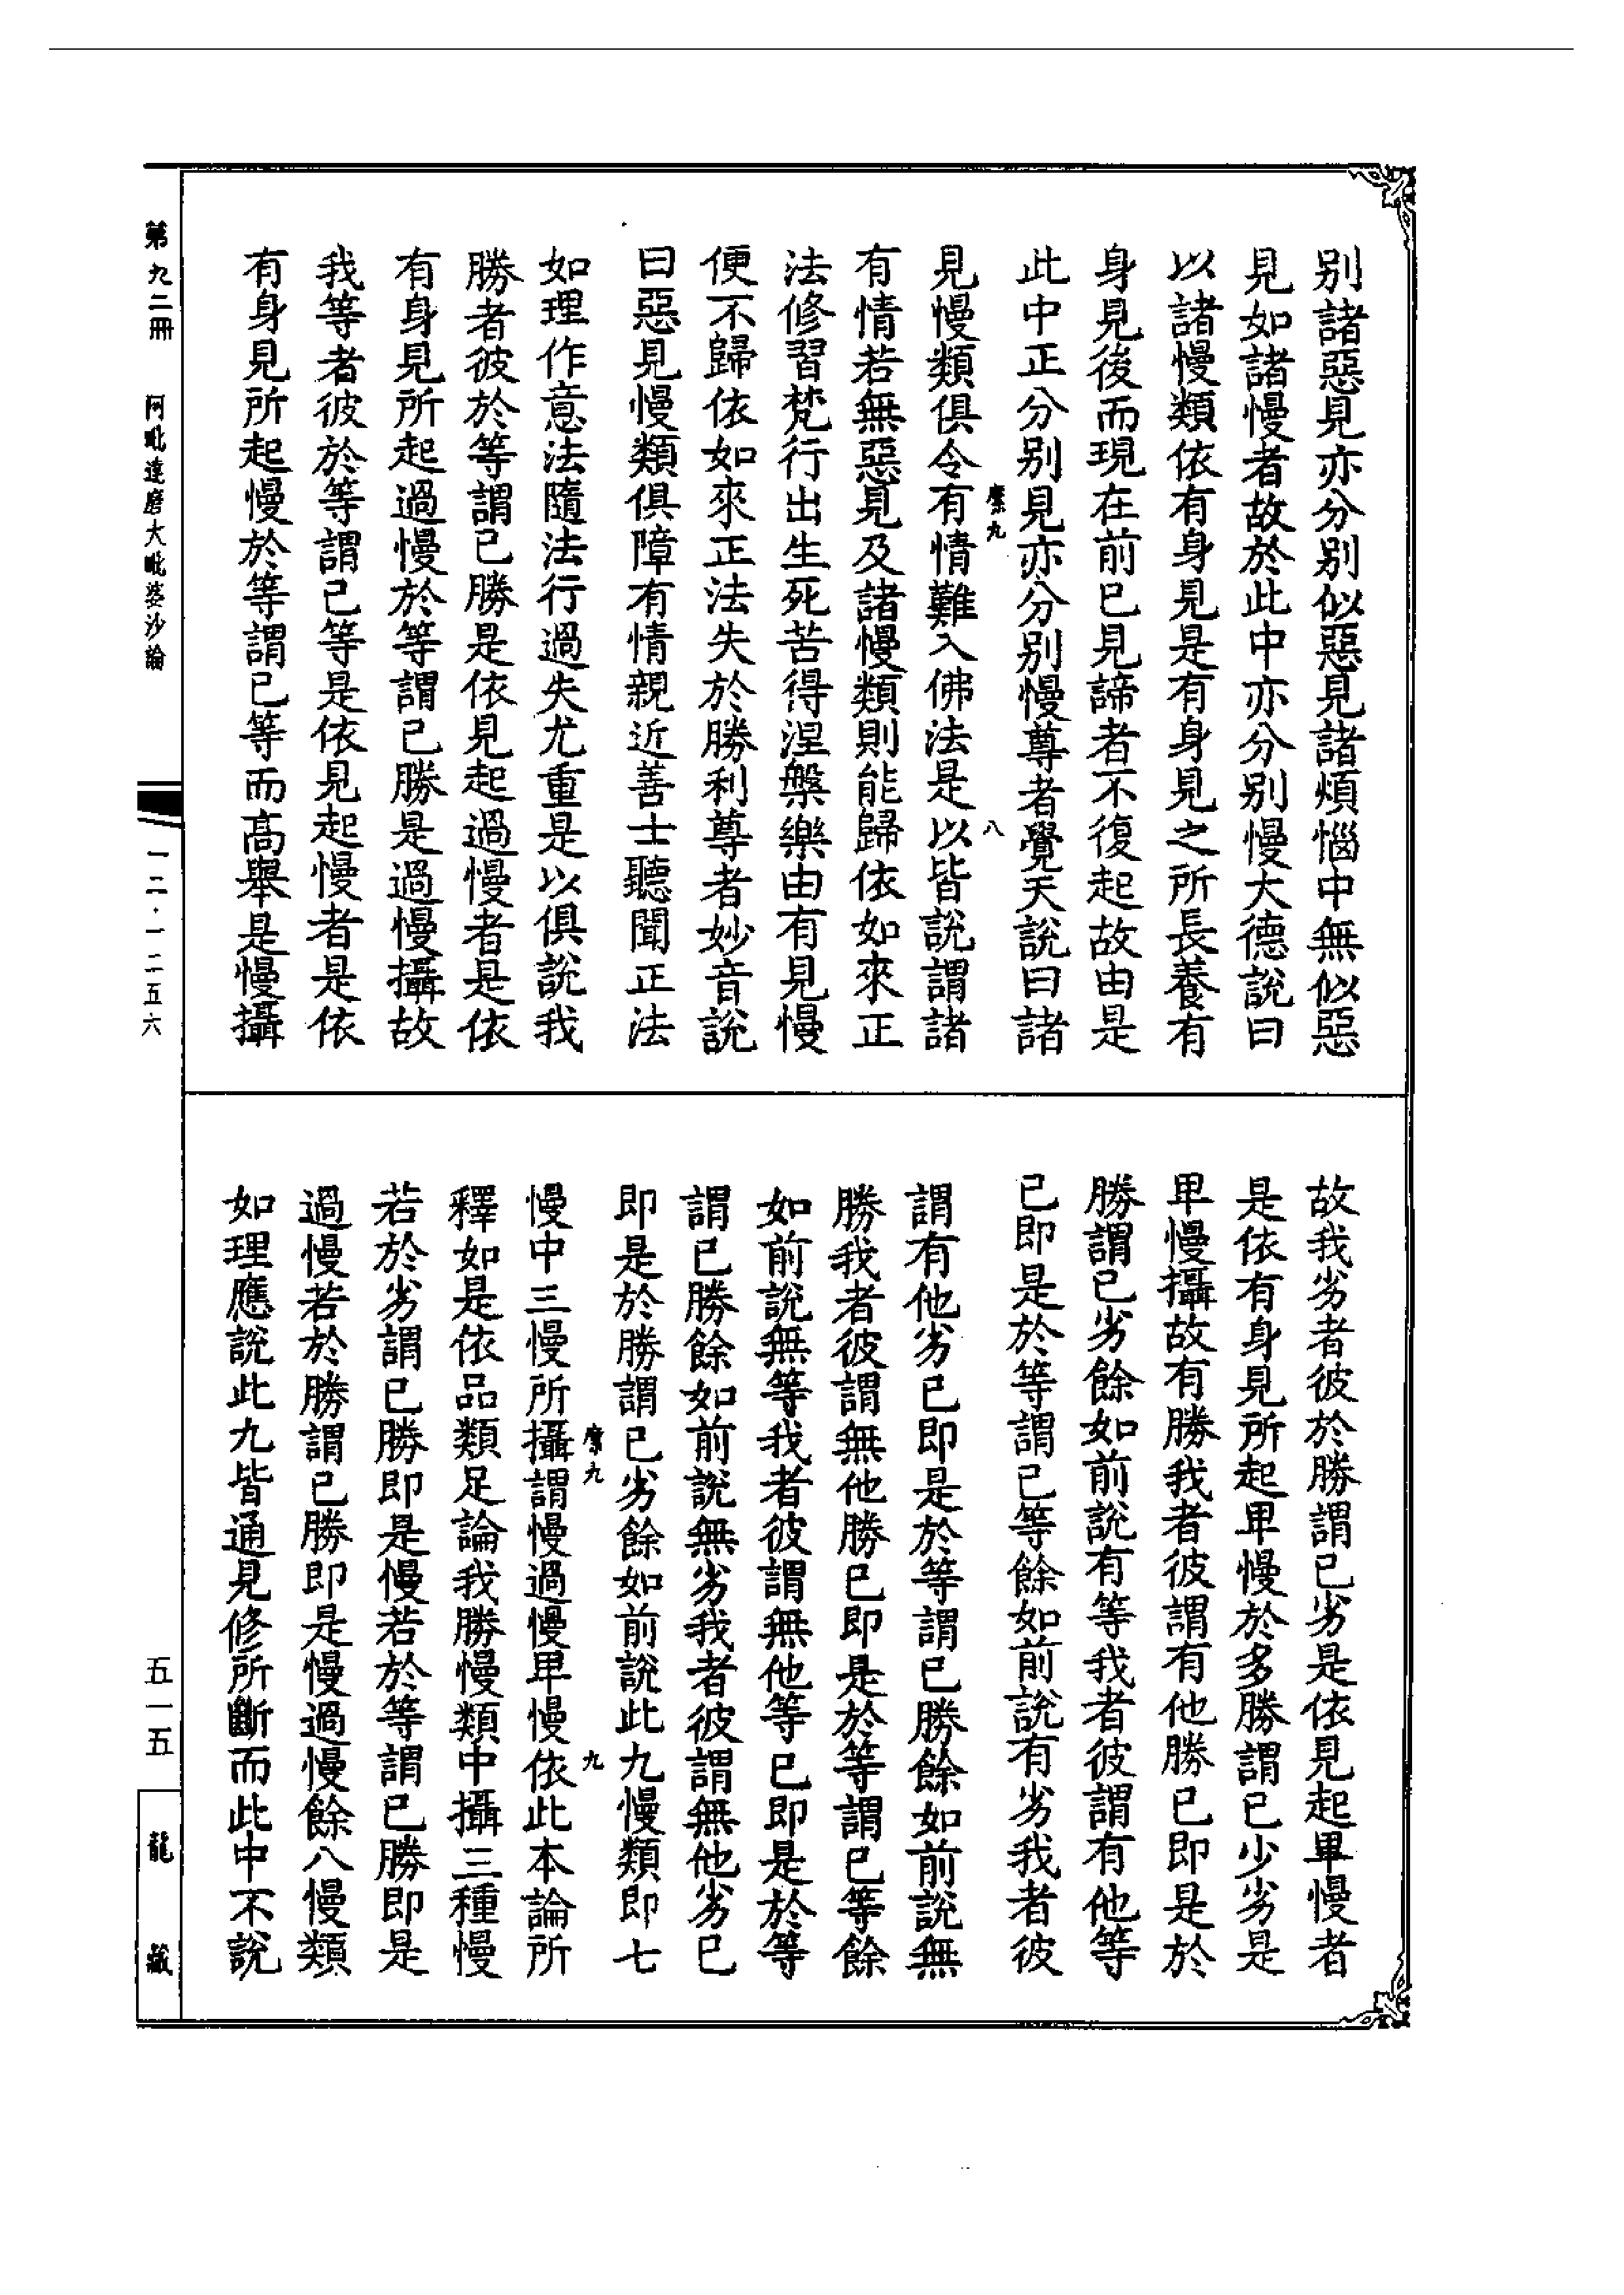 别諸惡見亦分别似惡見諸煩惱中無似惡
見如諸慢者故於此中亦分别慢大德說曰
以諸慢類依有身見是有身見之所長養有
身見後而現在前已見諦者不復起故由是
此中正分别見亦分别慢尊者覺天說曰諸
縻九
八
見慢類俱令有情難入佛法是以皆說謂諸
有情若無惡見及諸慢類則能歸依如來正
法修習梵行出生死苦得涅槃樂由有見慢
便不歸依如來正法失於勝利尊者妙音說
曰惡見慢類俱障有情親近善士聽聞正法
如理作意法隨法行過失尤重是以俱說我
勝者彼於等謂已勝是依見起過慢者是依
有身見所起過慢於等謂已勝是過慢攝故
我等者彼於等謂已等是依見起慢者是依
有身見所起慢於等謂已等而高舉是慢攝
故我劣者彼於勝謂已劣是依見起畢慢者
是依有身見所起畢慢於多勝謂已少劣是
畢慢攝故有勝我者彼謂有他勝已即是於
勝謂已劣餘如前說有等我者彼謂有他等
已即是於等謂已等餘如前說有劣我者彼
謂有他劣已即是於等謂已勝餘如前說無
勝我者彼謂無他勝已即是於等謂已等餘
如前說無等我者彼謂無他等已即是於等
謂已勝餘如前說無劣我者彼謂無他劣已
即是於勝謂已劣餘如前說此九慢類即七
縻九
九
慢中三慢所攝謂慢過慢畢慢依此本論所
釋如是依品類足論我勝慢類中攝三種慢
若於劣謂已勝即是慢若於等謂已勝即是
過慢若於勝謂已勝即是慢過慢餘八慢類
如理應說此九皆通見修所斷而此中不說
第九二冊
阿毗達磨大毗婆沙論
一二·一二五六
五一五
龍藏